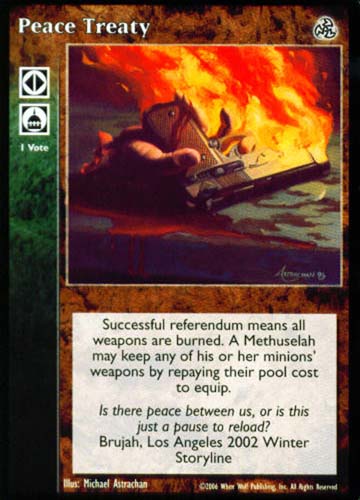 Peace Treaty
1 Vote
ASTRACHAN 95
Successful referendum means all
weapons are burned. A Methuselah
may keep any of his or her minions'
weapons by repaying their pool cost
to equip.
Is there peace between us, or is this
just a pause to reload?
Brujah, Los Angeles 2002 Winter
Storyline
Illus: Michael Astrachan
©2006 White Wolf Publishing, Inc. All Rights Reserved